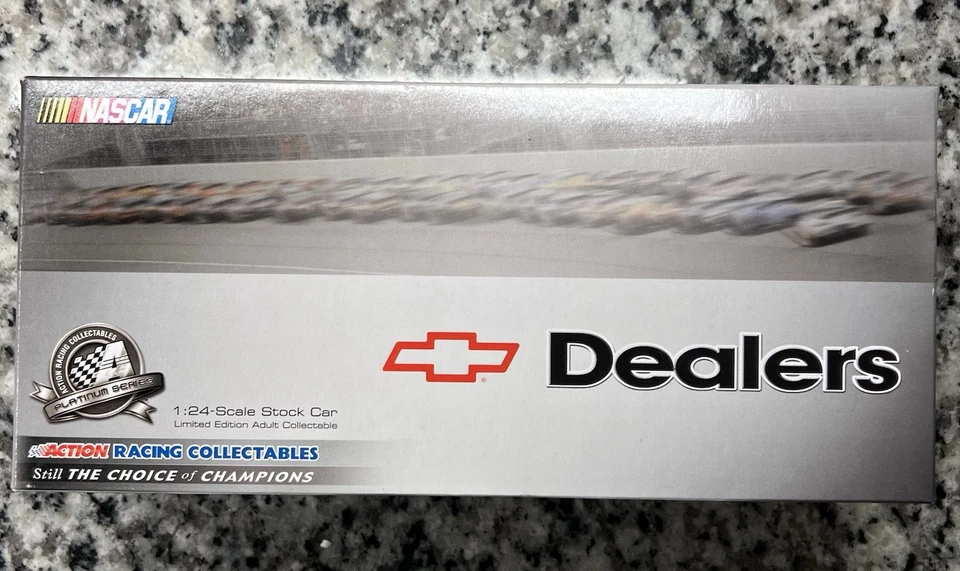 NASCAR
Dealers
ACTION RACING COLLECTABLES
PLATINUM SERIES
1:24-Scale Stock Car
Limited Edition Adult Collectable
ACTION RACING COLLECTABLES
Still THE CHOICE of CHAMPIONS